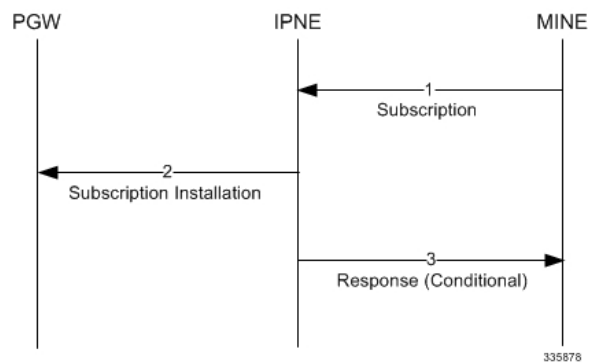 PGW IPNE MINE
1
Subscription
2
Subscription Installation
3
Response (Conditional)
335878